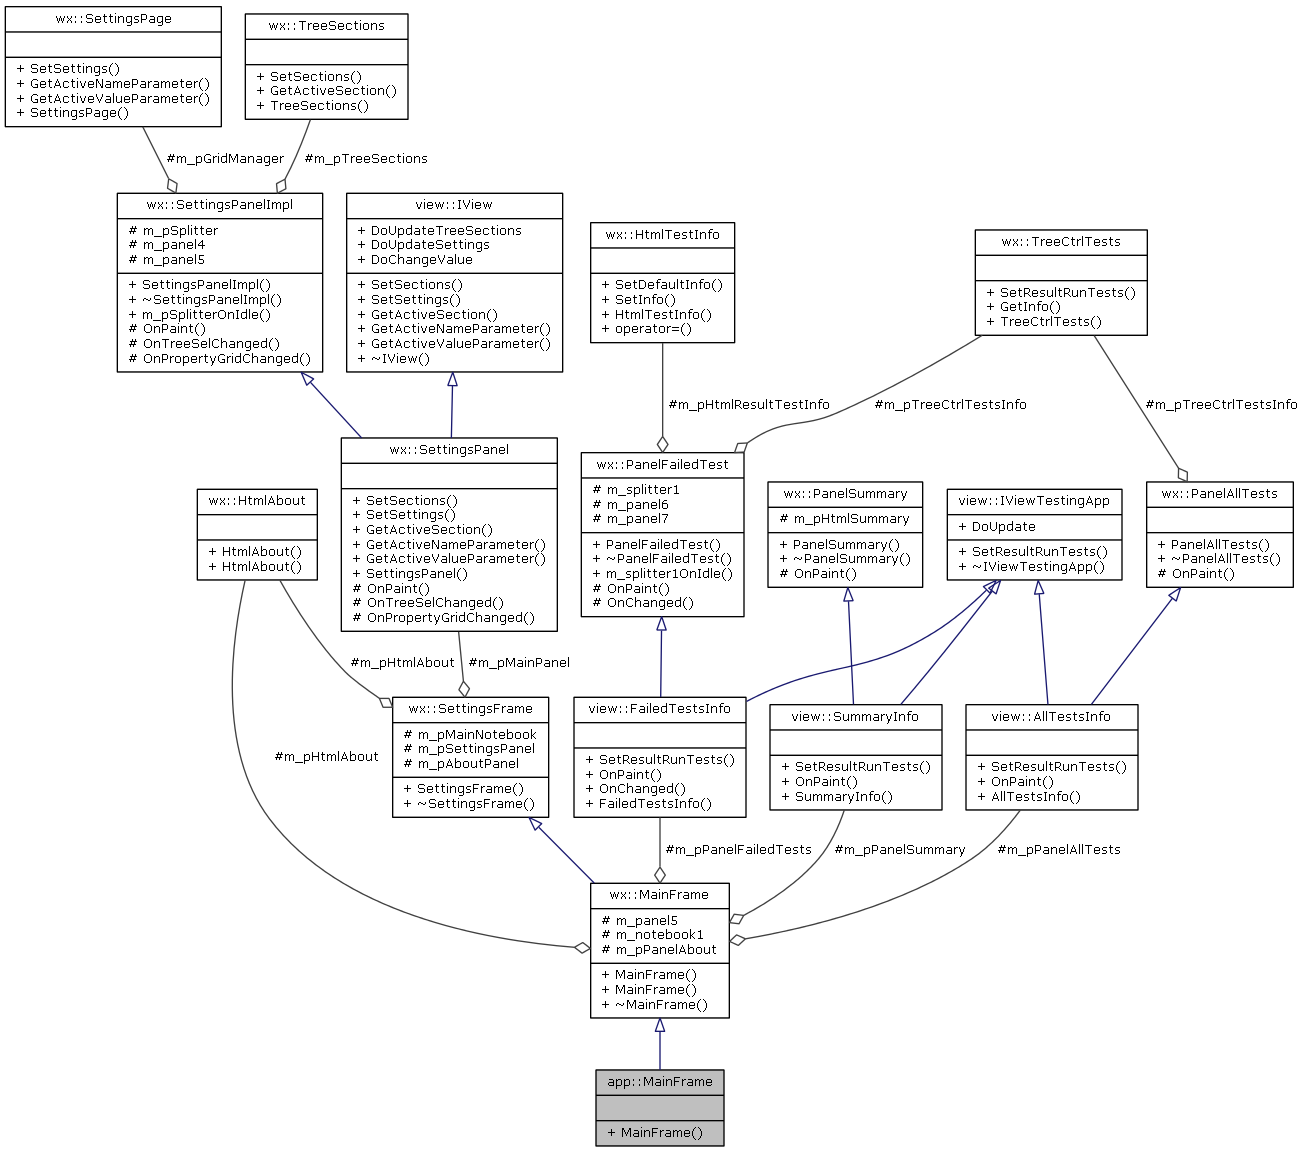 wx::SettingsPage
+ SetSettings()
+ GetActiveNameParameter()
+ GetActiveValueParameter()
+ SettingsPage()
wx::TreeSections
+ SetSections()
+ GetActiveSection()
+ TreeSections()
#m_pGridManager
#m_pTreeSections
wx::SettingsPanelImpl
# m_pSplitter
# m_panel4
# m_panel5
+ SettingsPanelImpl()
+ ~SettingsPanelImpl()
+ m_pSplitterOnIdle()
# OnPaint()
# OnTreeSelChanged()
# OnPropertyGridChanged()
view::IView
+ DoUpdateTreeSections
+ DoUpdateSettings
+ DoChangeValue
+ SetSections()
+ SetSettings()
+ GetActiveSection()
+ GetActiveNameParameter()
+ GetActiveValueParameter()
+ ~IView()
wx::HtmlTestInfo
+ SetDefaultInfo()
+ SetInfo()
+ HtmlTestInfo()
+ operator=()
wx::TreeCtrlTests
+ SetResultRunTests()
+ GetInfo()
+ TreeCtrlTests()
#m_pHtmlResultTestInfo
#m_pTreeCtrlTestsInfo
#m_pTreeCtrlTestsInfo
wx::HtmlAbout
+ HtmlAbout()
+ HtmlAbout()
wx::SettingsPanel
+ SetSections()
+ SetSettings()
+ GetActiveSection()
+ GetActiveNameParameter()
+ GetActiveValueParameter()
+ SettingsPanel()
# OnPaint()
# OnTreeSelChanged()
# OnPropertyGridChanged()
wx::PanelFailedTest
# m_splitter1
# m_panel6
# m_panel7
+ PanelFailedTest()
+ ~PanelFailedTest()
+ m_splitter1OnIdle()
# OnPaint()
# OnChanged()
wx::PanelSummary
# m_pHtmlSummary
+ PanelSummary()
+ ~PanelSummary()
# OnPaint()
view::IViewTestingApp
+ DoUpdate
+ SetResultRunTests()
+ ~IViewTestingApp()
wx::PanelAllTests
+ PanelAllTests()
+ ~PanelAllTests()
# OnPaint()
#m_pHtmlAbout
#m_pMainPanel
#m_pHtmlAbout
wx::SettingsFrame
# m_pMainNotebook
# m_pSettingsPanel
# m_pAboutPanel
+ SettingsFrame()
+ ~SettingsFrame()
view::FailedTestsInfo
+ SetResultRunTests()
+ OnPaint()
+ OnChanged()
+ FailedTestsInfo()
view::SummaryInfo
+ SetResultRunTests()
+ OnPaint()
+ SummaryInfo()
view::AllTestsInfo
+ SetResultRunTests()
+ OnPaint()
+ AllTestsInfo()
#m_pPanelFailedTests
#m_pPanelSummary
#m_pPanelAllTests
wx::MainFrame
# m_panel5
# m_notebook1
# m_pPanelAbout
+ MainFrame()
+ MainFrame()
+ ~MainFrame()
app::MainFrame
+ MainFrame()